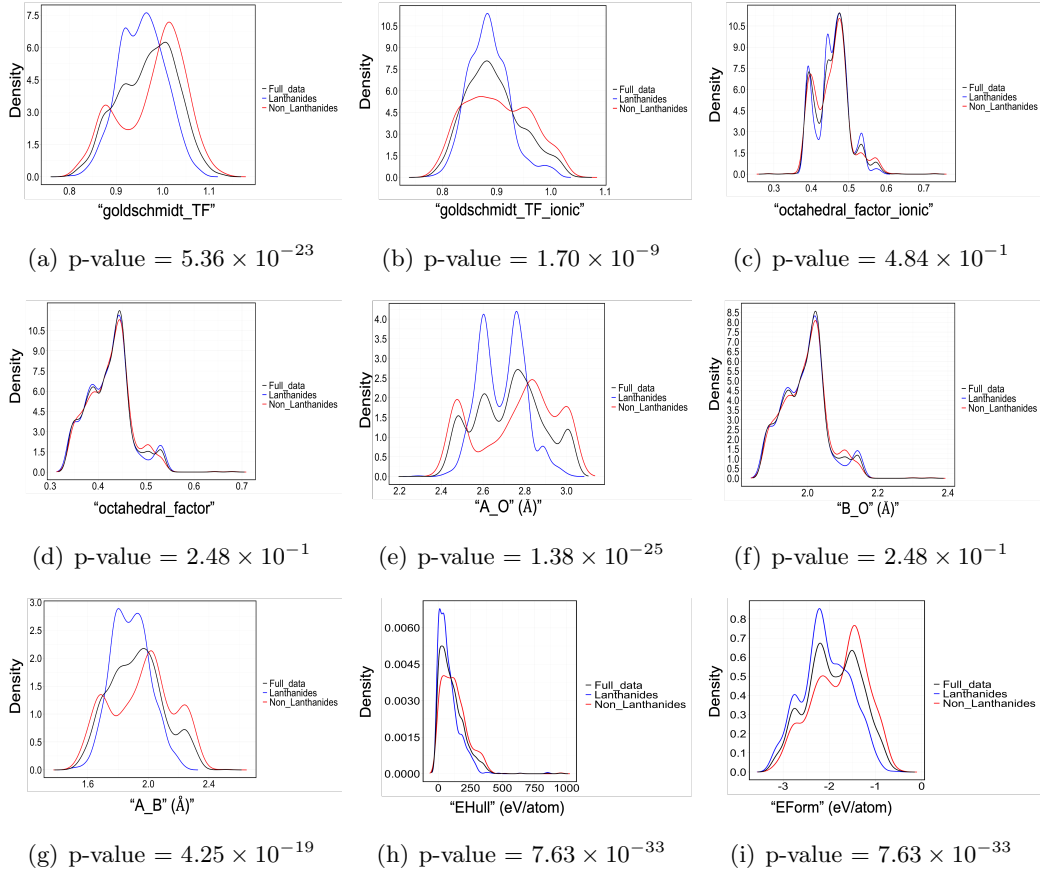 Density
7.5
6.0
4.5
3.0
1.5
0.0
0.8 0.9 1.0 1.1
Full_data
Lanthanides
Non_Lanthanides
“goldschmidt_TF”
(a) p-value = 5.36 × 10−23
Density
10.5
9.0
7.5
6.0
4.5
3.0
1.5
0.0
0.8 0.9 1.0 1.1
Full_data
Lanthanides
Non_Lanthanides
“goldschmidt_TF_ionic”
(b) p-value = 1.70 × 10−9
Density
10.5
9.0
7.5
6.0
4.5
3.0
1.5
0.0
0.3 0.4 0.5 0.6 0.7
Full_data
Lanthanides
Non_Lanthanides
“octahedral_factor_ionic”
(c) p-value = 4.84 × 10−1
Density
10.5
9.0
7.5
6.0
4.5
3.0
1.5
0.0
0.3 0.4 0.5 0.6 0.7
Full_data
Lanthanides
Non_Lanthanides
“octahedral_factor”
(d) p-value = 2.48 × 10−1
Density
4.0
3.5
3.0
2.5
2.0
1.5
1.0
0.5
0.0
2.2 2.4 2.6 2.8 3.0
Full_data
Lanthanides
Non_Lanthanides
“A_O” (Å)”
(e) p-value = 1.38 × 10−25
Density
8.5
8.0
7.5
7.0
6.5
6.0
5.5
5.0
4.5
4.0
3.5
3.0
2.5
2.0
1.5
1.0
0.5
0.0
2.0 2.2 2.4
Full_data
Lanthanides
Non_Lanthanides
“B_O” (Å)”
(f) p-value = 2.48 × 10−1
Density
3.0
2.5
2.0
1.5
1.0
0.5
0.0
1.6 2.0 2.4
Full_data
Lanthanides
Non_Lanthanides
“A_B” (Å)”
(g) p-value = 4.25 × 10−19
Density
0.0060
0.0045
0.0030
0.0015
0.0000
0 250 500 750 1000
Full_data
Lanthanides
Non_Lanthanides
“EHull” (eV/atom)
(h) p-value = 7.63 × 10−33
Density
0.8
0.7
0.6
0.5
0.4
0.3
0.2
0.1
0.0
-3 -2 -1 0
Full_data
Lanthanides
Non_Lanthanides
“EForm” (eV/atom)
(i) p-value = 7.63 × 10−33